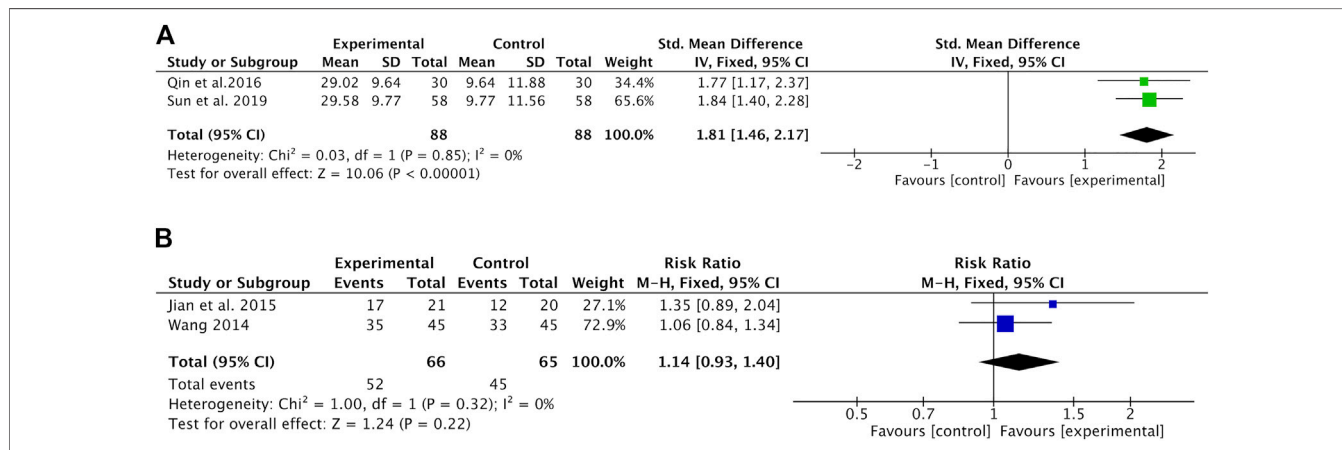 A
Experimental Control Std. Mean Difference Std. Mean Difference
Study or Subgroup Mean SD Total Mean SD Total Weight IV, Fixed, 95% CI IV, Fixed, 95% CI
Qin et al.2016 29.02 9.64 30 9.64 11.88 30 34.4% 1.77 [1.17, 2.37]
Sun et al. 2019 29.58 9.77 58 9.77 11.56 58 65.6% 1.84 [1.40, 2.28]
Total (95% CI) 88 88 100.0% 1.81 [1.46, 2.17]
Heterogeneity: Chi² = 0.03, df = 1 (P = 0.85); I² = 0%
Test for overall effect: Z = 10.06 (P < 0.00001)
-2 -1 0 1 2
Favours [control] Favours [experimental]
B
Experimental Control Risk Ratio Risk Ratio
Study or Subgroup Events Total Events Total Weight M-H, Fixed, 95% CI M-H, Fixed, 95% CI
Jian et al. 2015 17 21 12 20 27.1% 1.35 [0.89, 2.04]
Wang 2014 35 45 33 45 72.9% 1.06 [0.84, 1.34]
Total (95% CI) 66 65 100.0% 1.14 [0.93, 1.40]
Total events 52 45
Heterogeneity: Chi² = 1.00, df = 1 (P = 0.32); I² = 0%
Test for overall effect: Z = 1.24 (P = 0.22)
0.5 0.7 1 1.5 2
Favours [control] Favours [experimental]